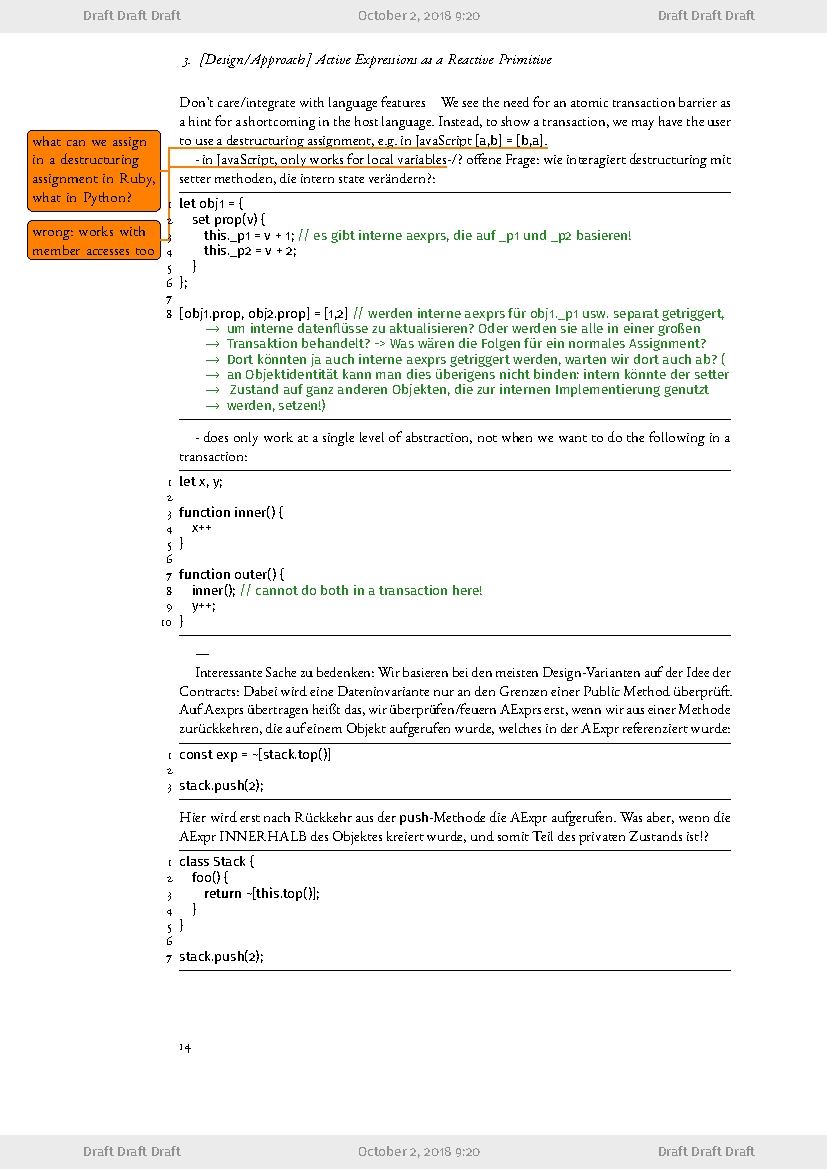 Draft Draft Draft October 2, 2018 9:20 Draft Draft Draft
3. [Design/Approach] Active Expressions as a Reactive Primitive
Don't care/integrate with language features We see the need for an atomic transaction barrier as
a hint for a shortcoming in the host language. Instead, to show a transaction, we may have the user
to use a destructuring assignment, e.g. in JavaScript [a,b] = [b,a].
- in JavaScript, only works for local variables-/? offene Frage: wie interagiert destructuring mit
setter methoden, die intern state verändern?:
what can we assign
in a destructuring
assignment in Ruby,
what in Python?
wrong: works with
member accesses too
1 let obj1 = {
2 set prop(v) {
3 this._p1 = v + 1; // es gibt interne aexprs, die auf _p1 und _p2 basieren!
4 this._p2 = v + 2;
5 }
6 };
7
8 [obj1.prop, obj2.prop] = [1,2] // werden interne aexprs für obj1._p1 usw. separat getriggert,
→ um interne datenflüsse zu aktualisieren? Oder werden sie alle in einer großen
→ Transaktion behandelt? -> Was wären die Folgen für ein normales Assignment?
→ Dort könnten ja auch interne aexprs getriggert werden, warten wir dort auch ab? (
→ an Objektidentität kann man dies überigens nicht binden: intern könnte der setter
→ Zustand auf ganz anderen Objekten, die zur internen Implementierung genutzt
→ werden, setzen!)
- does only work at a single level of abstraction, not when we want to do the following in a
transaction:
1 let x, y;
2
3 function inner() {
4 x++
5 }
6
7 function outer() {
8 inner(); // cannot do both in a transaction here!
9 y++;
10 }
—
Interessante Sache zu bedenken: Wir basieren bei den meisten Design-Varianten auf der Idee der
Contracts: Dabei wird eine Dateninvariante nur an den Grenzen einer Public Method überprüft.
Auf Aexprs übertragen heißt das, wir überprüfen/feuern AExprs erst, wenn wir aus einer Methode
zurückkehren, die auf einem Objekt aufgerufen wurde, welches in der AExpr referenziert wurde:
1 const exp = ~[stack.top()]
2
3 stack.push(2);
Hier wird erst nach Rückkehr aus der push-Methode die AExpr aufgerufen. Was aber, wenn die
AExpr INNERHALB des Objektes kreiert wurde, und somit Teil des privaten Zustands ist!?
1 class Stack {
2 foo() {
3 return ~[this.top()];
4 }
5 }
6
7 stack.push(2);
14
Draft Draft Draft October 2, 2018 9:20 Draft Draft Draft